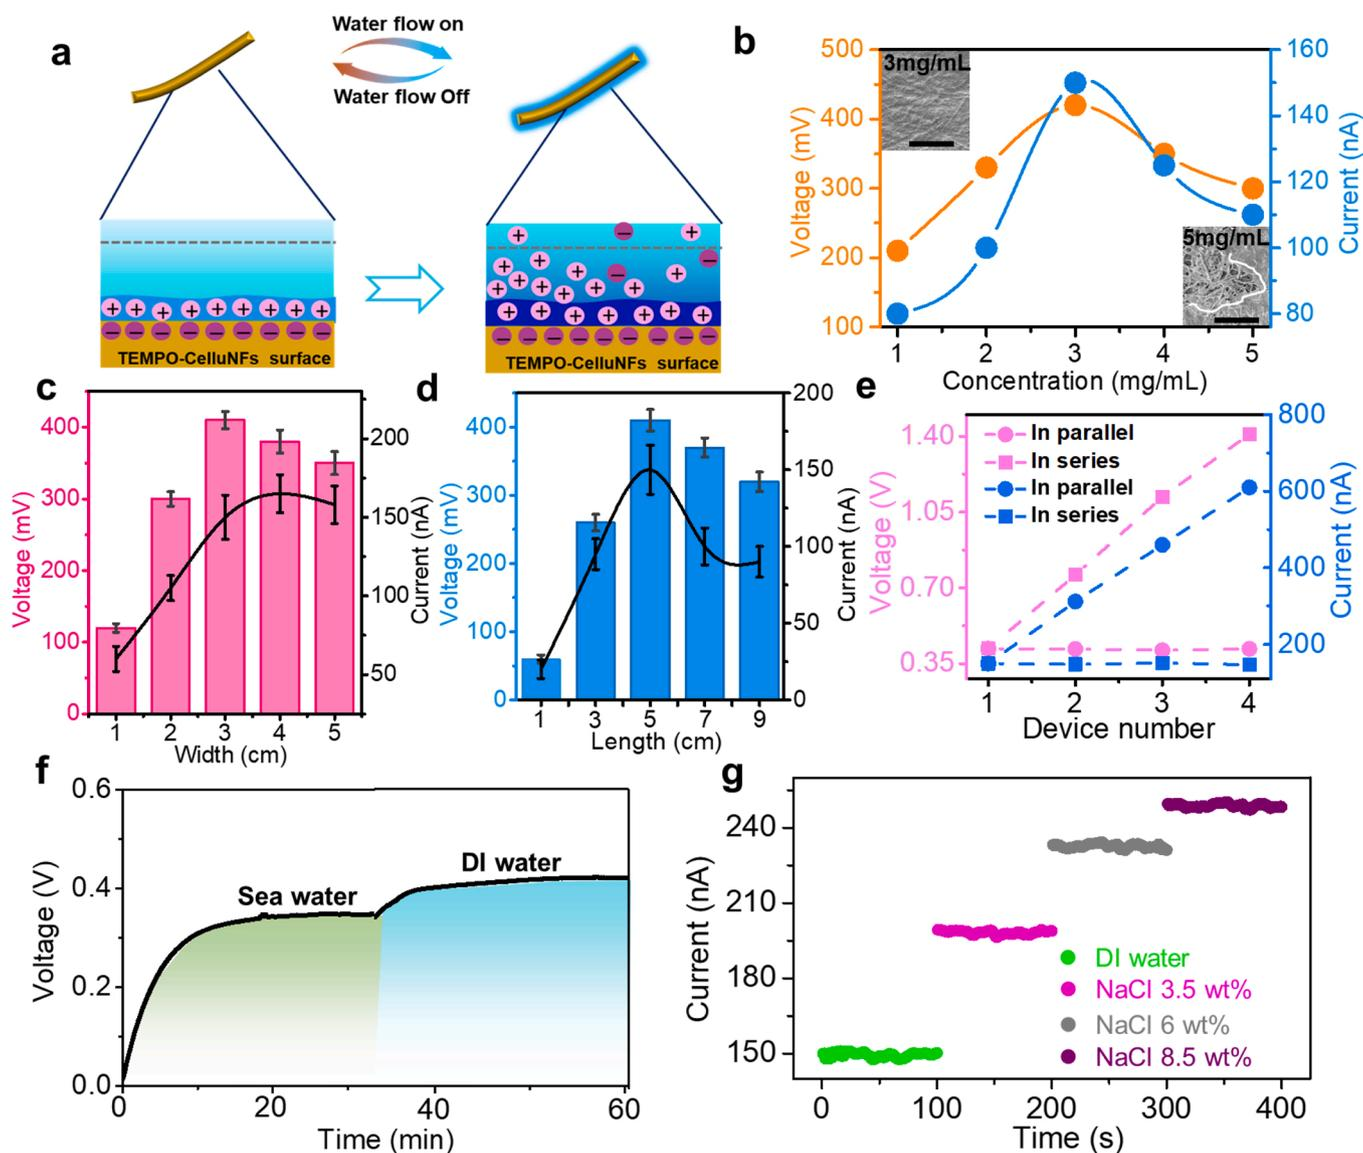 a
Water flow on
Water flow Off
+ + + + + + + + +
− − − − − − − − −
TEMPO-CelluNFs surface
TEMPO-CelluNFs surface
b
500
400
300
200
100
Voltage (mV)
3mg/mL
5mg/mL
160
140
120
100
80
Current (nA)
1 2 3 4 5
Concentration (mg/mL)
c
400
300
200
100
0
Voltage (mV)
200
150
100
50
Current (nA)
1 2 3 4 5
Width (cm)
d
400
300
200
100
0
Voltage (mV)
200
150
100
50
0
Current (nA)
1 3 5 7 9
Length (cm)
e
1.40
1.05
0.70
0.35
Voltage (V)
In parallel
In series
In parallel
In series
800
600
400
200
Current (nA)
1 2 3 4
Device number
f
0.6
0.4
0.2
0.0
Voltage (V)
Sea water
DI water
0 20 40 60
Time (min)
g
240
210
180
150
Current (nA)
DI water
NaCl 3.5 wt%
NaCl 6 wt%
NaCl 8.5 wt%
0 100 200 300 400
Time (s)